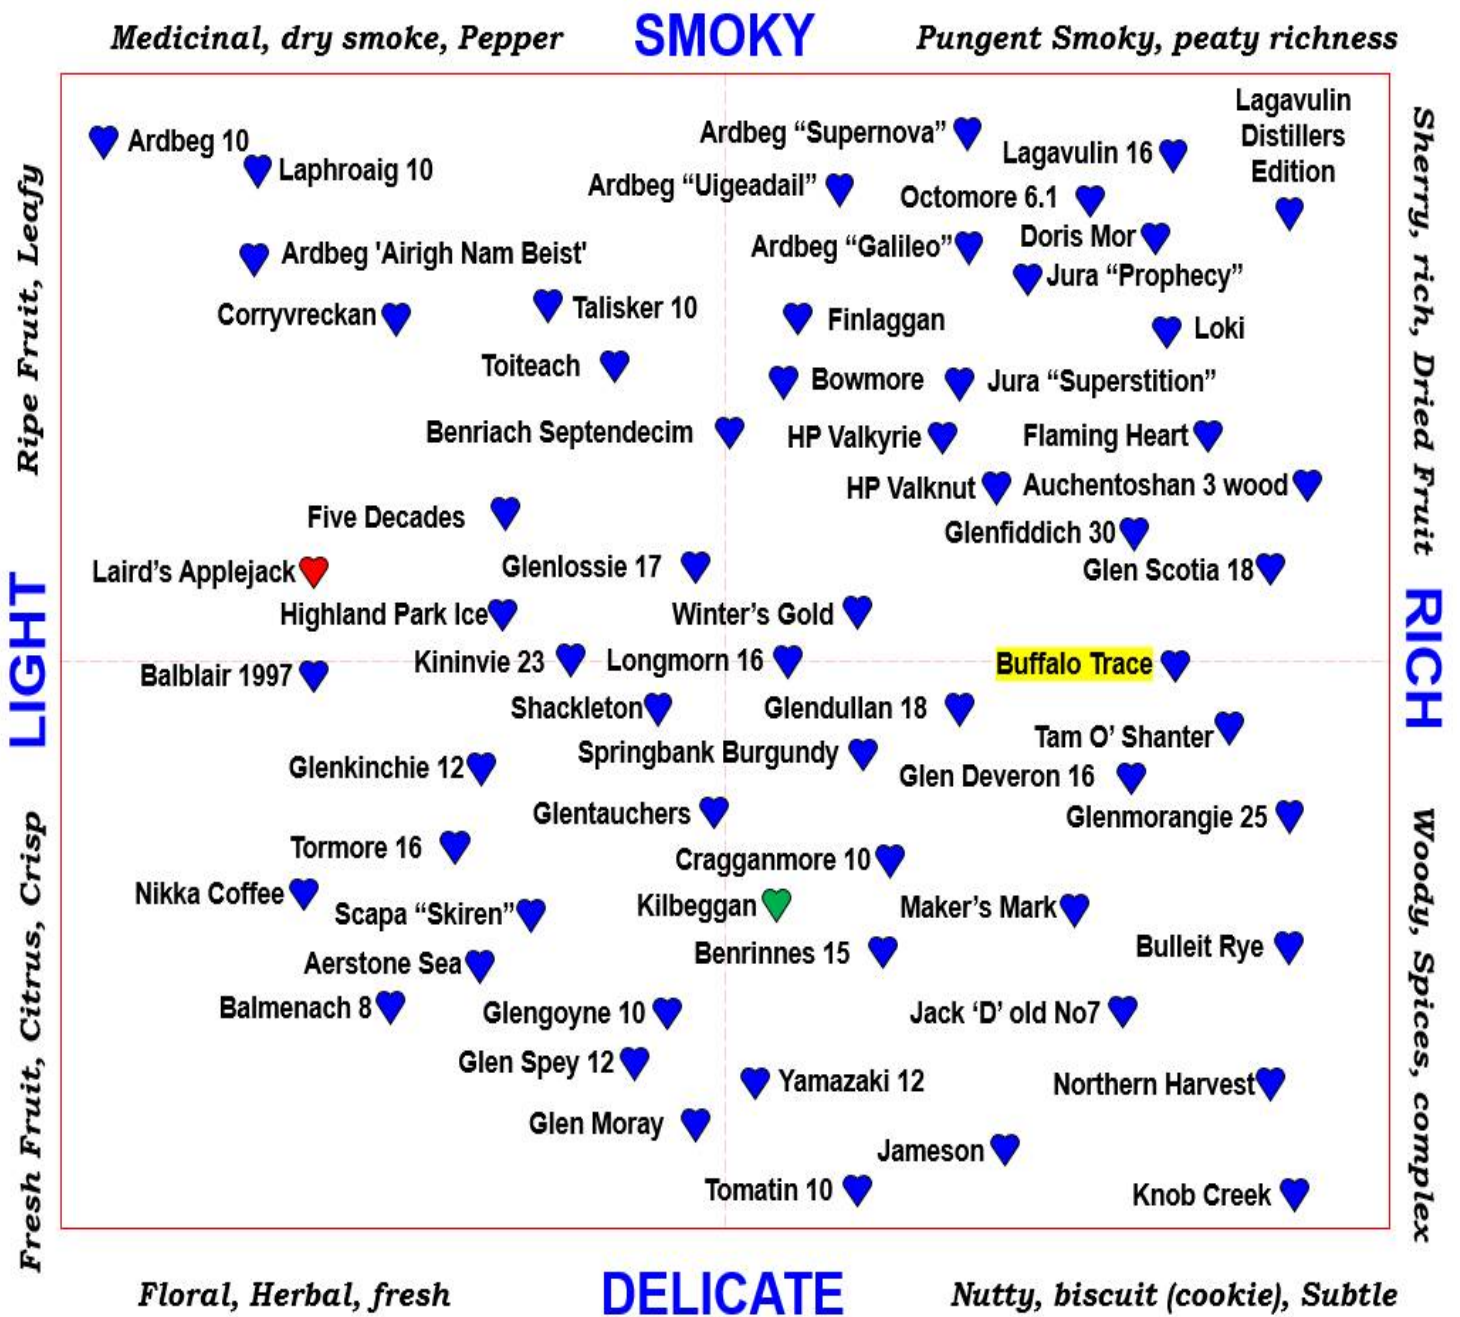 Medicinal, dry smoke, Pepper
SMOKY
Pungent Smoky, peaty richness
Ripe Fruit, Leafy
LIGHT
Fresh Fruit, Citrus, Crisp
Sherry, rich, Dried Fruit
RICH
Woody, Spices, complex
Lagavulin
Distillers
Edition
Ardbeg “Supernova”
Ardbeg 10
Lagavulin 16
Laphroaig 10
Ardbeg “Uigeadail”
Octomore 6.1
Doris Mor
Ardbeg “Galileo”
Ardbeg 'Airigh Nam Beist'
Jura “Prophecy”
Talisker 10
Corryvreckan
Finlaggan
Loki
Toiteach
Bowmore
Jura “Superstition”
Benriach Septendecim
HP Valkyrie
Flaming Heart
HP Valknut
Auchentoshan 3 wood
Five Decades
Glenfiddich 30
Laird’s Applejack
Glenlossie 17
Glen Scotia 18
Highland Park Ice
Winter’s Gold
Kininvie 23
Longmorn 16
Buffalo Trace
Balblair 1997
Shackleton
Glendullan 18
Tam O’ Shanter
Springbank Burgundy
Glenkinchie 12
Glen Deveron 16
Glentauchers
Glenmorangie 25
Tormore 16
Cragganmore 10
Nikka Coffee
Kilbeggan
Maker’s Mark
Scapa “Skiren”
Bulleit Rye
Benrinnes 15
Aerstone Sea
Balmenach 8
Glengoyne 10
Jack ‘D’ old No7
Glen Spey 12
Yamazaki 12
Northern Harvest
Glen Moray
Jameson
Tomatin 10
Knob Creek
Floral, Herbal, fresh
DELICATE
Nutty, biscuit (cookie), Subtle